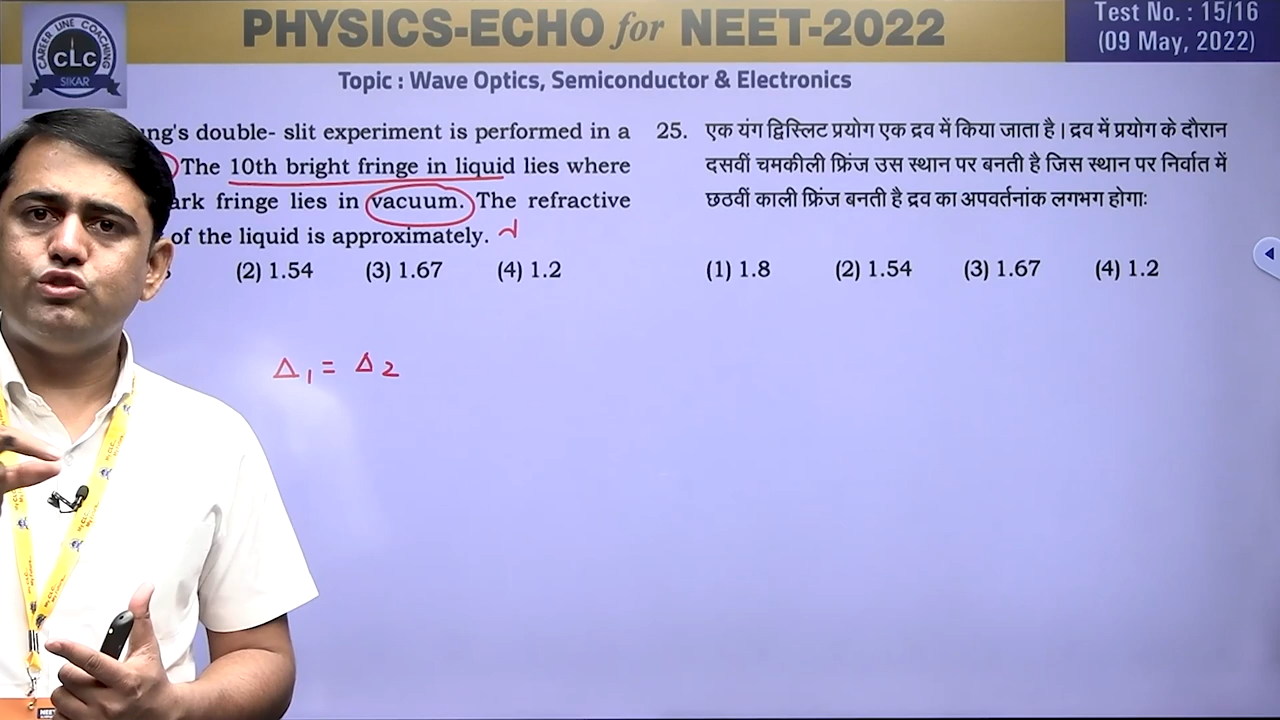 PHYSICS-ECHO for NEET-2022
Test No. : 15/16
(09 May, 2022)
CAREER LINE COACHING
CLC
SIKAR
Topic : Wave Optics, Semiconductor & Electronics
ung's double- slit experiment is performed in a
The 10th bright fringe in liquid lies where
ark fringe lies in vacuum. The refractive
of the liquid is approximately.
(2) 1.54 (3) 1.67 (4) 1.2
25. एक यंग द्विस्लिट प्रयोग एक द्रव में किया जाता है। द्रव में प्रयोग के दौरान
दसवीं चमकीली फ्रिंज उस स्थान पर बनती है जिस स्थान पर निर्वात में
छठवीं काली फ्रिंज बनती है द्रव का अपवर्तनांक लगभग होगाः
(1) 1.8 (2) 1.54 (3) 1.67 (4) 1.2
Δ1 = Δ2